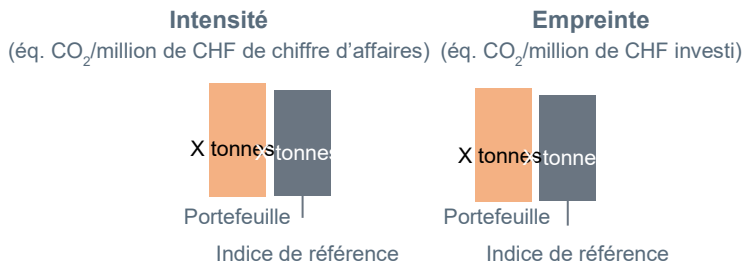 Intensité
(éq. CO₂/million de CHF de chiffre d’affaires)
X tonnes
X tonnes
Portefeuille
Indice de référence
Empreinte
(éq. CO₂/million de CHF investi)
X tonnes
X tonne
Portefeuille
Indice de référence